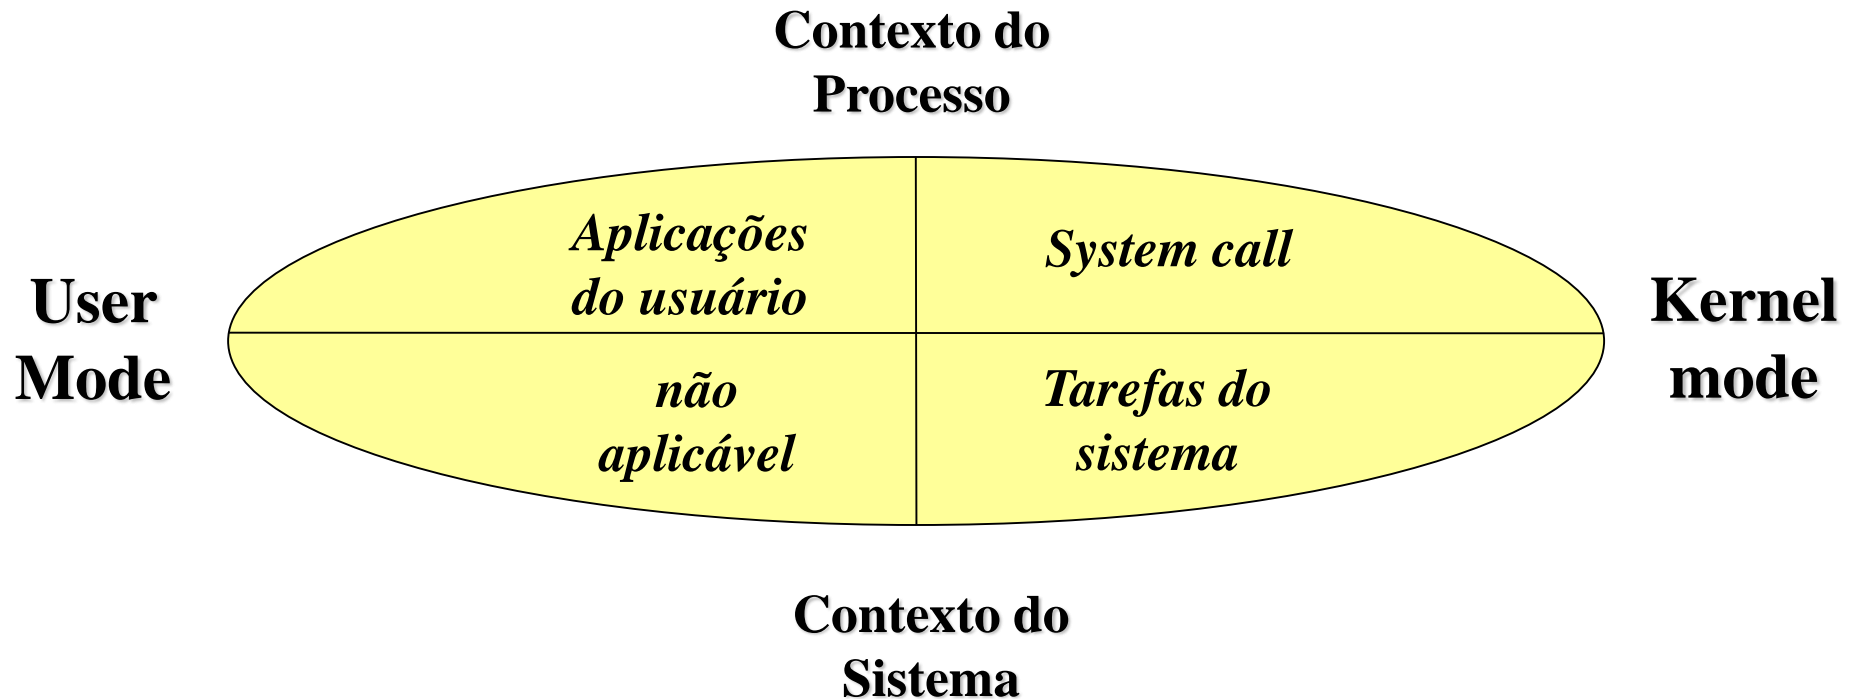 Contexto do
Processo
Aplicações
do usuário
System call
User
Mode
Kernel
mode
não
aplicável
Tarefas do
sistema
Contexto do
Sistema